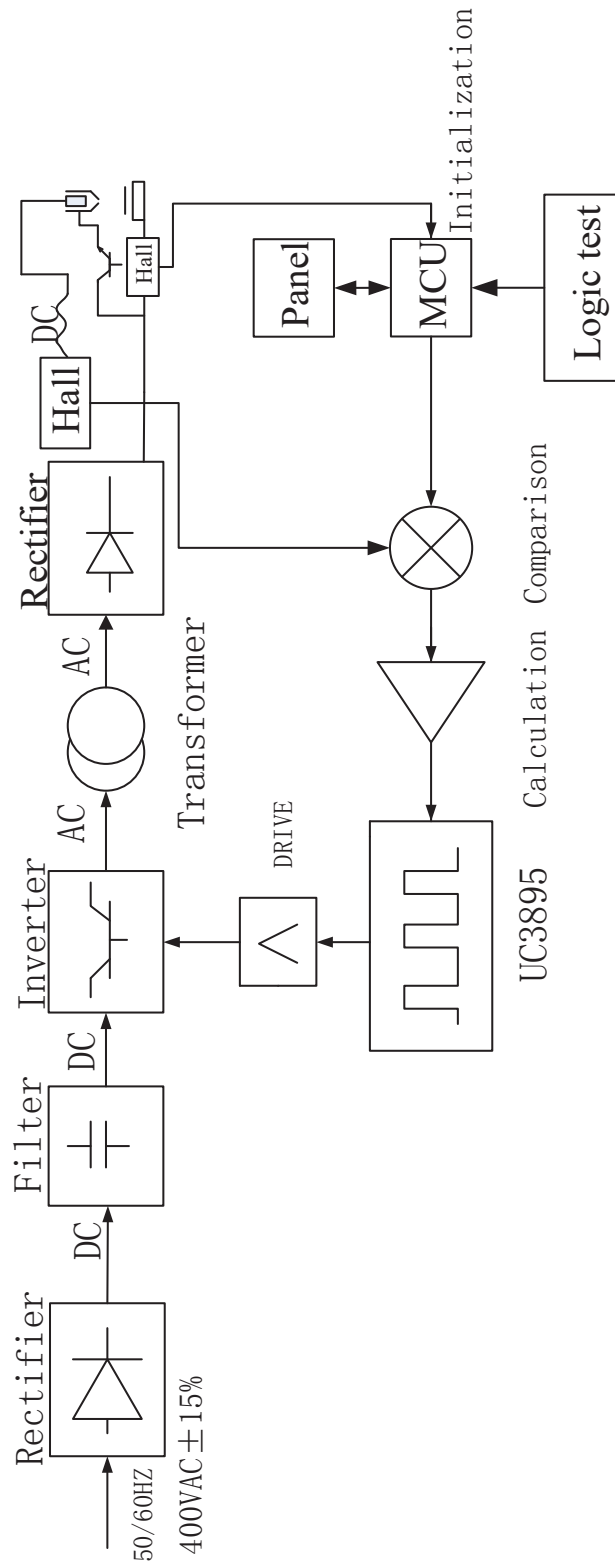 Rectifier
Filter
Inverter
Rectifier
Hall
DC
DC
DC
AC
AC
50/60HZ
400VAC±15%
Transformer
Hall
DRIVE
Panel
MCU
Initialization
UC3895
Calculation Comparison
Logic test